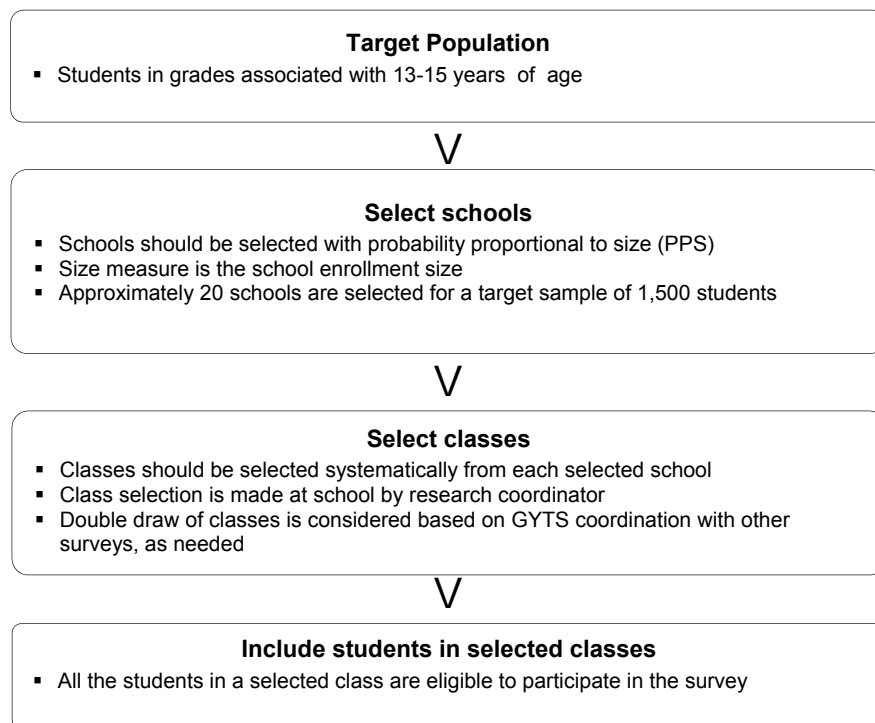 Target Population
▪ Students in grades associated with 13-15 years of age
V
Select schools
▪ Schools should be selected with probability proportional to size (PPS)
▪ Size measure is the school enrollment size
▪ Approximately 20 schools are selected for a target sample of 1,500 students
V
Select classes
▪ Classes should be selected systematically from each selected school
▪ Class selection is made at school by research coordinator
▪ Double draw of classes is considered based on GYTS coordination with other
surveys, as needed
V
Include students in selected classes
▪ All the students in a selected class are eligible to participate in the survey